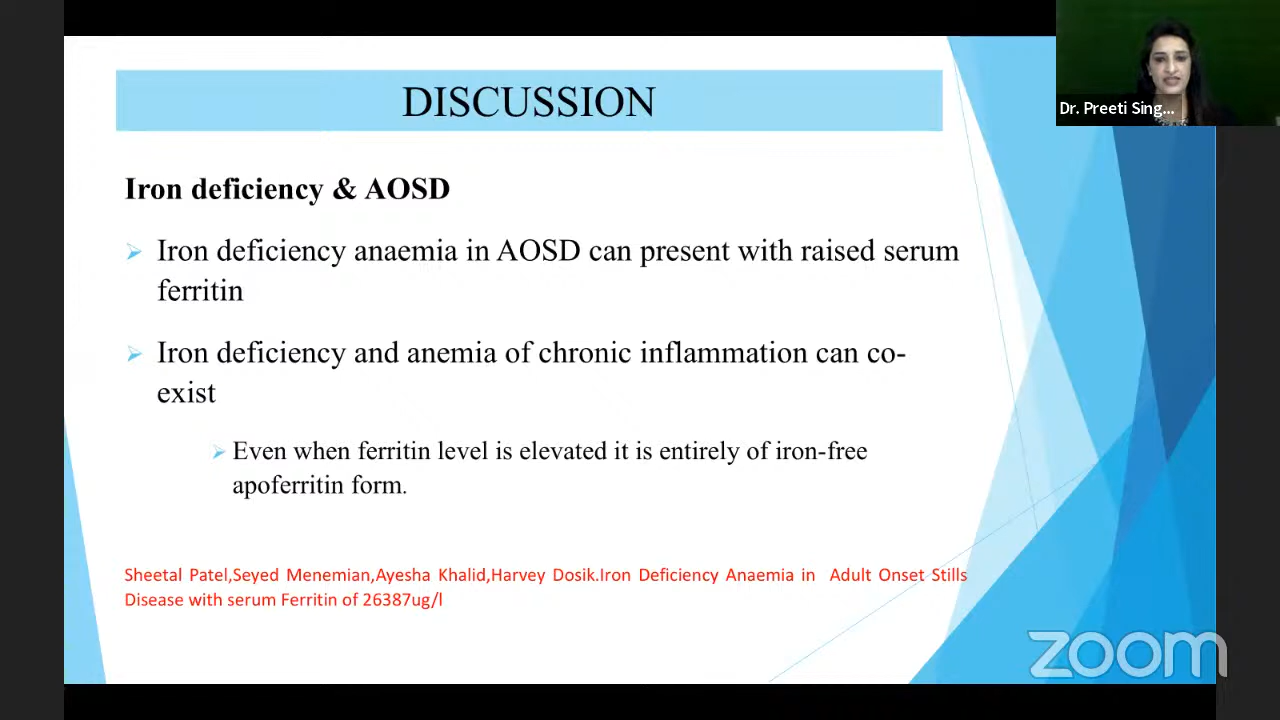 DISCUSSION
Dr. Preeti Sing...
Iron deficiency & AOSD
Iron deficiency anaemia in AOSD can present with raised serum
ferritin
Iron deficiency and anemia of chronic inflammation can co-
exist
Even when ferritin level is elevated it is entirely of iron-free
apoferritin form.
Sheetal Patel,Seyed Menemian,Ayesha Khalid,Harvey Dosik.Iron Deficiency Anaemia in Adult Onset Stills
Disease with serum Ferritin of 26387ug/l
zoom